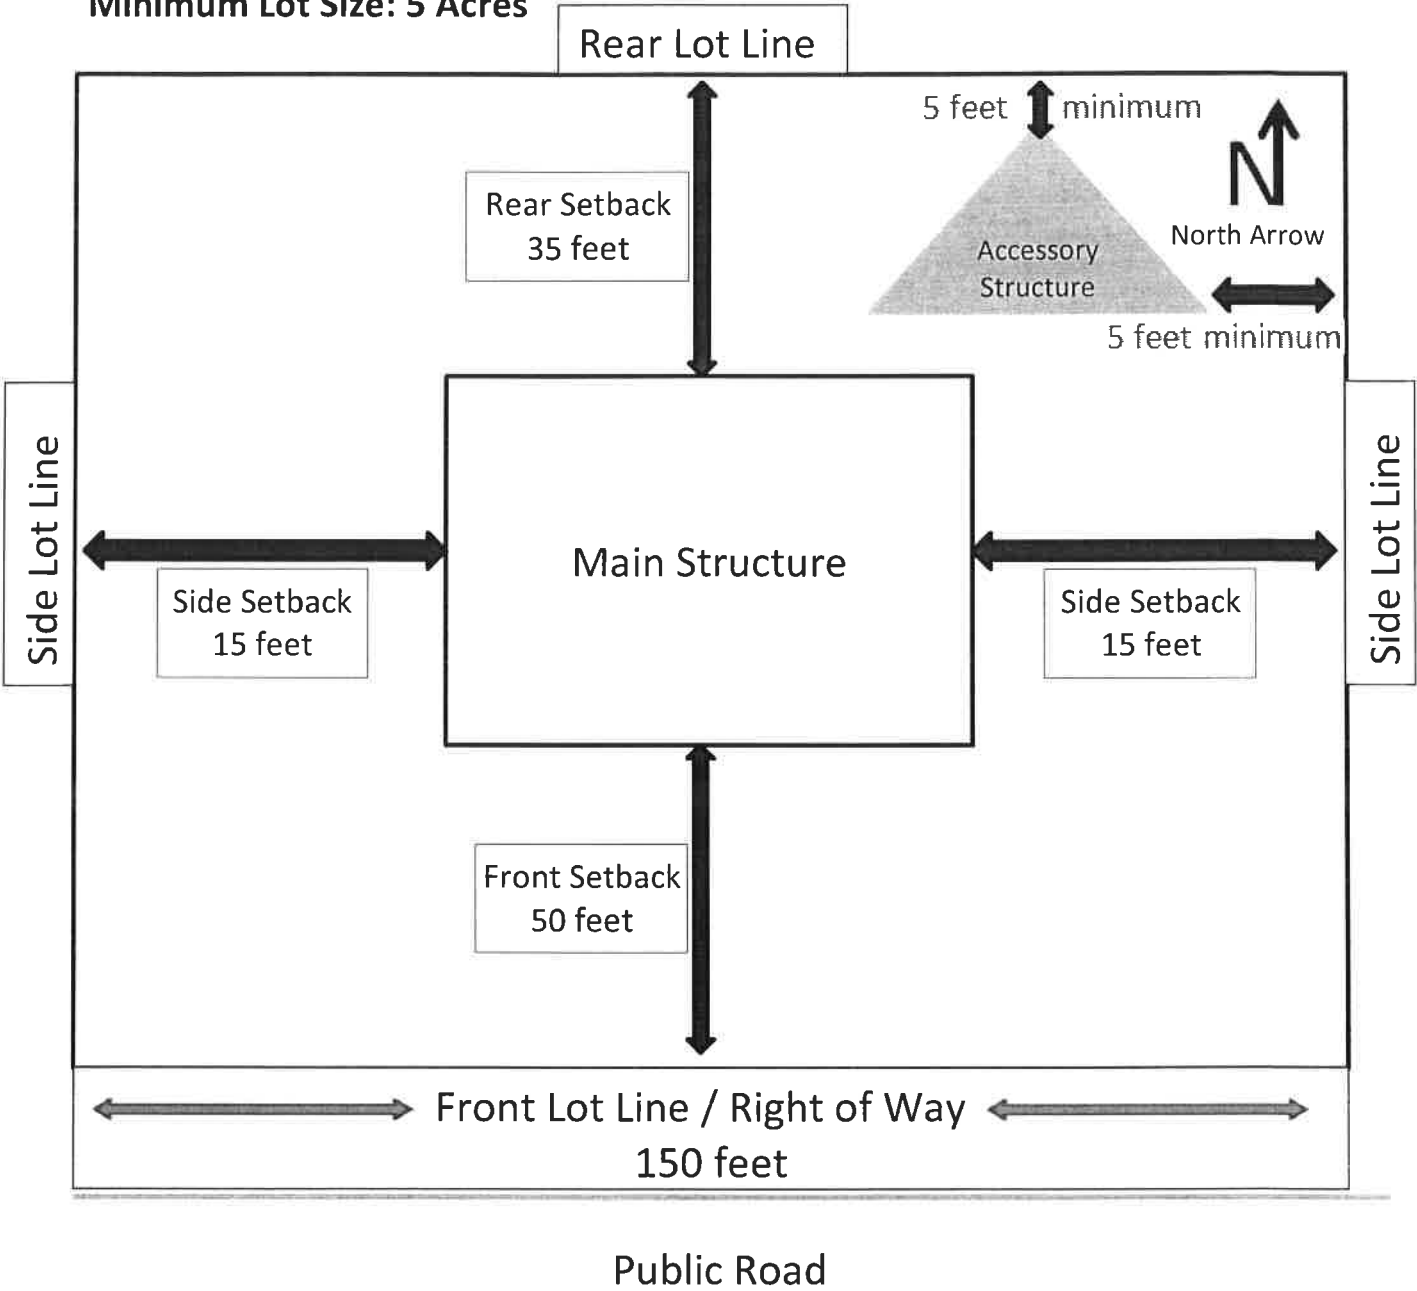 Minimum Lot Size: 5 Acres
Rear Lot Line
5 feet minimum
N
North Arrow
Rear Setback
35 feet
Accessory
Structure
5 feet minimum
Side Lot Line
Main Structure
Side Lot Line
Side Setback
15 feet
Side Setback
15 feet
Front Setback
50 feet
Front Lot Line / Right of Way
150 feet
Public Road